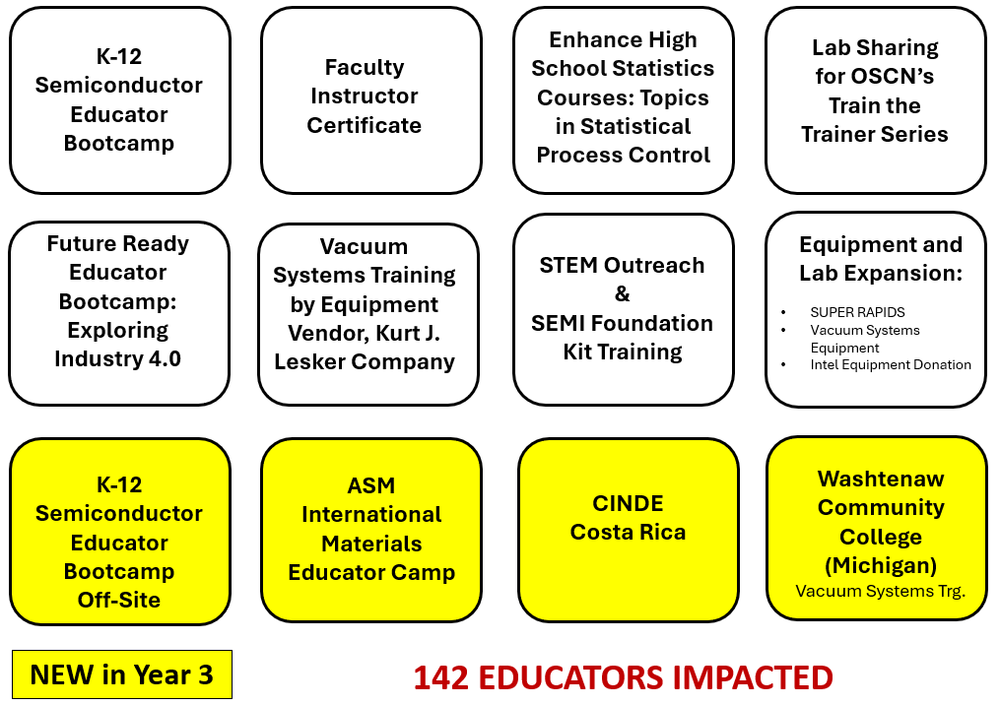 K-12
Semiconductor
Educator
Bootcamp
Faculty
Instructor
Certificate
Enhance High
School Statistics
Courses: Topics
in Statistical
Process Control
Lab Sharing
for OSCN’s
Train the
Trainer Series
Future Ready
Educator
Bootcamp:
Exploring
Industry 4.0
Vacuum
Systems Training
by Equipment
Vendor, Kurt J.
Lesker Company
STEM Outreach
&
SEMI Foundation
Kit Training
Equipment and
Lab Expansion:
• SUPER RAPIDS
• Vacuum Systems
Equipment
• Intel Equipment Donation
K-12
Semiconductor
Educator
Bootcamp
Off-Site
ASM
International
Materials
Educator Camp
CINDE
Costa Rica
Washtenaw
Community
College
(Michigan)
Vacuum Systems Trg.
NEW in Year 3
142 EDUCATORS IMPACTED